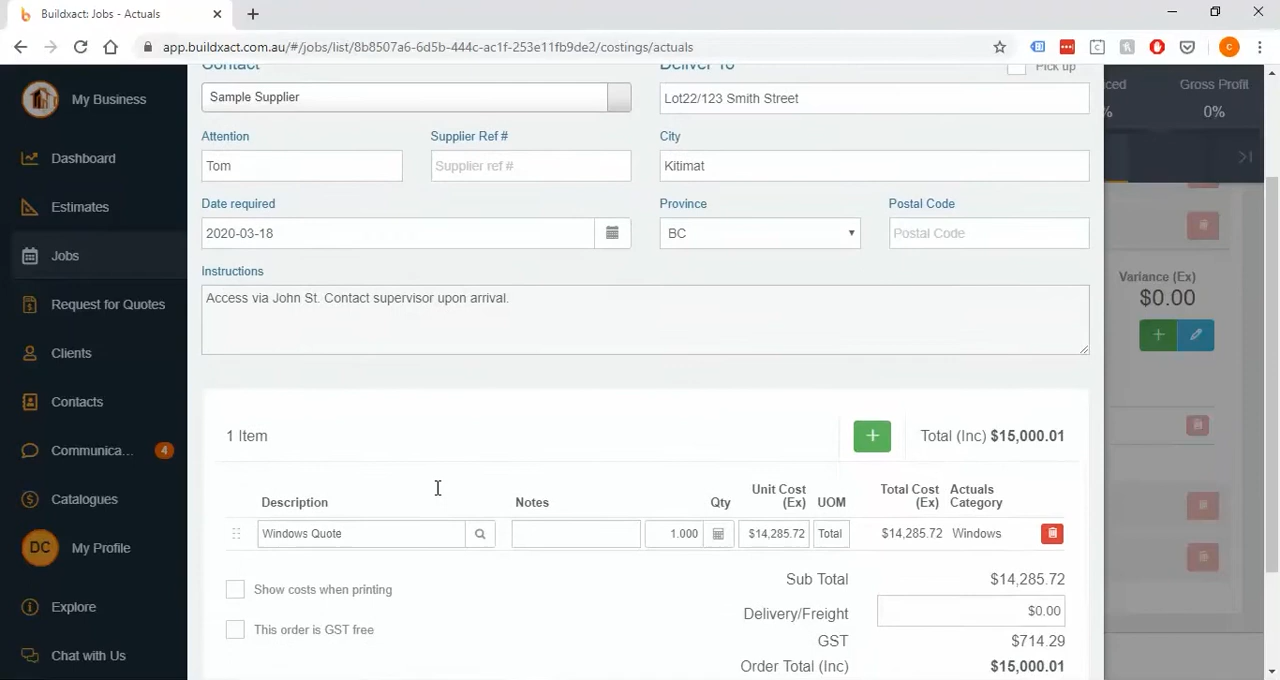 Buildxact: Jobs - Actuals
app.buildxact.com.au/#/jobs/list/8b8507a6-6d5b-444c-ac1f-253e11fb9de2/costings/actuals
C
My Business
Dashboard
Estimates
Jobs
Request for Quotes
Clients
Contacts
Communica... 4
Catalogues
DC My Profile
Explore
Chat with Us
Contact
Deliver To
Pick up
Sample Supplier
Lot22/123 Smith Street
Attention
Supplier Ref #
City
Tom
Supplier ref #
Kitimat
Date required
Province
Postal Code
2020-03-18
BC
Postal Code
Instructions
Access via John St. Contact supervisor upon arrival.
1 Item
+
Total (Inc) $15,000.01
Description
Notes
Qty
Unit Cost
(Ex)
UOM
Total Cost
(Ex)
Actuals
Category
Windows Quote
1.000
$14,285.72
Total
$14,285.72
Windows
Show costs when printing
This order is GST free
Sub Total
$14,285.72
Delivery/Freight
$0.00
GST
$714.29
Order Total (Inc)
$15,000.01
Gross Profit
0%
Variance (Ex)
$0.00